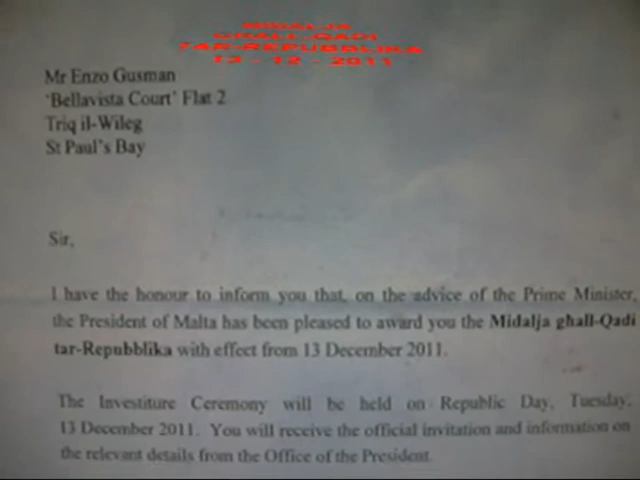 MIDALJA
GHALL-QADI
TAR-REPUBBLIKA
13 - 12 - 2011
Mr Enzo Gusman
'Bellavista Court' Flat 2
Triq il-Wileg
St Paul's Bay
Sir,
I have the honour to inform you that, on the advice of the Prime Minister,
the President of Malta has been pleased to award you the Midalja ghall-Qadi
tar-Repubblika with effect from 13 December 2011.
The Investiture Ceremony will be held on Republic Day, Tuesday,
13 December 2011. You will receive the official invitation and information on
the relevant details from the Office of the President.